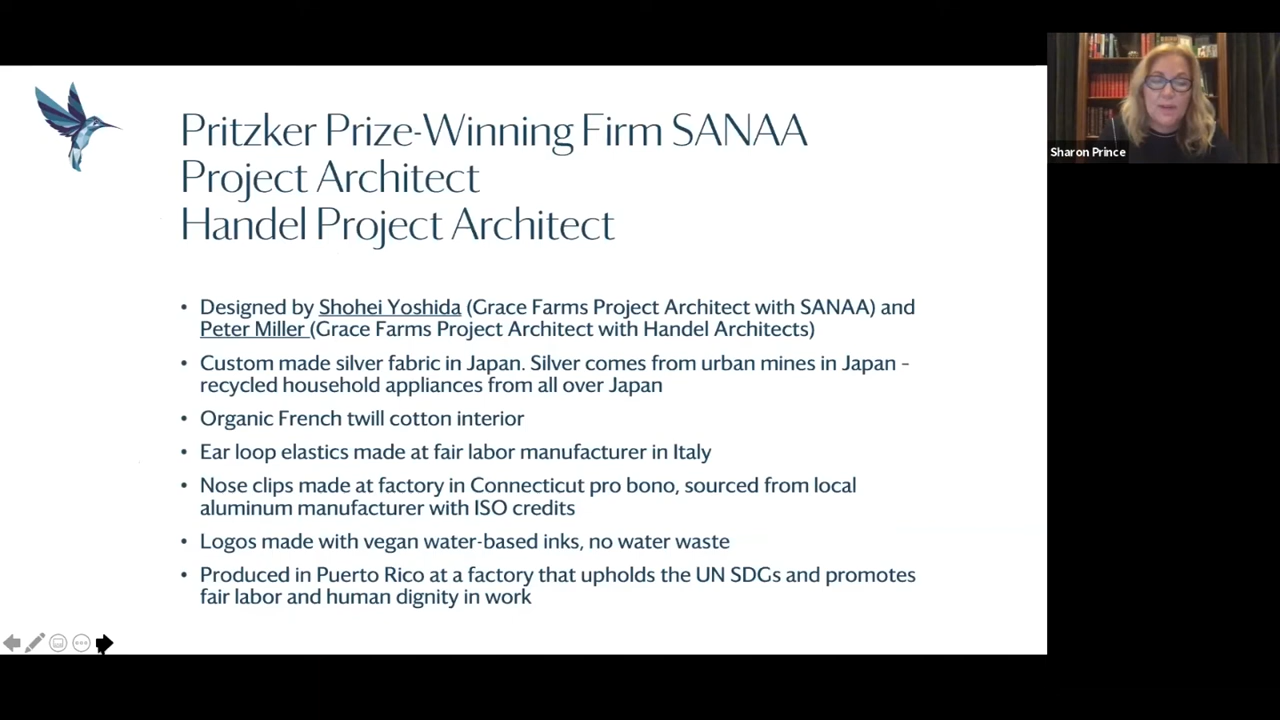 Pritzker Prize-Winning Firm SANAA
Project Architect
Handel Project Architect
• Designed by Shohei Yoshida (Grace Farms Project Architect with SANAA) and
Peter Miller (Grace Farms Project Architect with Handel Architects)
• Custom made silver fabric in Japan. Silver comes from urban mines in Japan –
recycled household appliances from all over Japan
• Organic French twill cotton interior
• Ear loop elastics made at fair labor manufacturer in Italy
• Nose clips made at factory in Connecticut pro bono, sourced from local
aluminum manufacturer with ISO credits
• Logos made with vegan water-based inks, no water waste
• Produced in Puerto Rico at a factory that upholds the UN SDGs and promotes
fair labor and human dignity in work
Sharon Prince